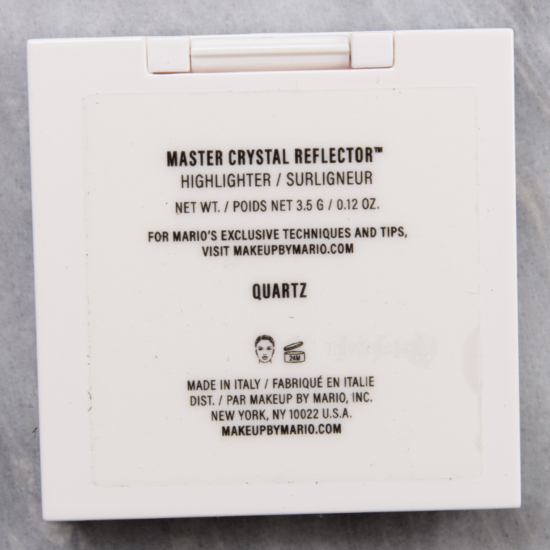 MASTER CRYSTAL REFLECTOR™
HIGHLIGHTER / SURLIGNEUR
NET WT. / POIDS NET 3.5 G / 0.12 OZ.
FOR MARIO'S EXCLUSIVE TECHNIQUES AND TIPS,
VISIT MAKEUPBYMARIO.COM
QUARTZ
24M
MADE IN ITALY / FABRIQUÉ EN ITALIE
DIST. / PAR MAKEUP BY MARIO, INC.
NEW YORK, NY 10022 U.S.A.
MAKEUPBYMARIO.COM